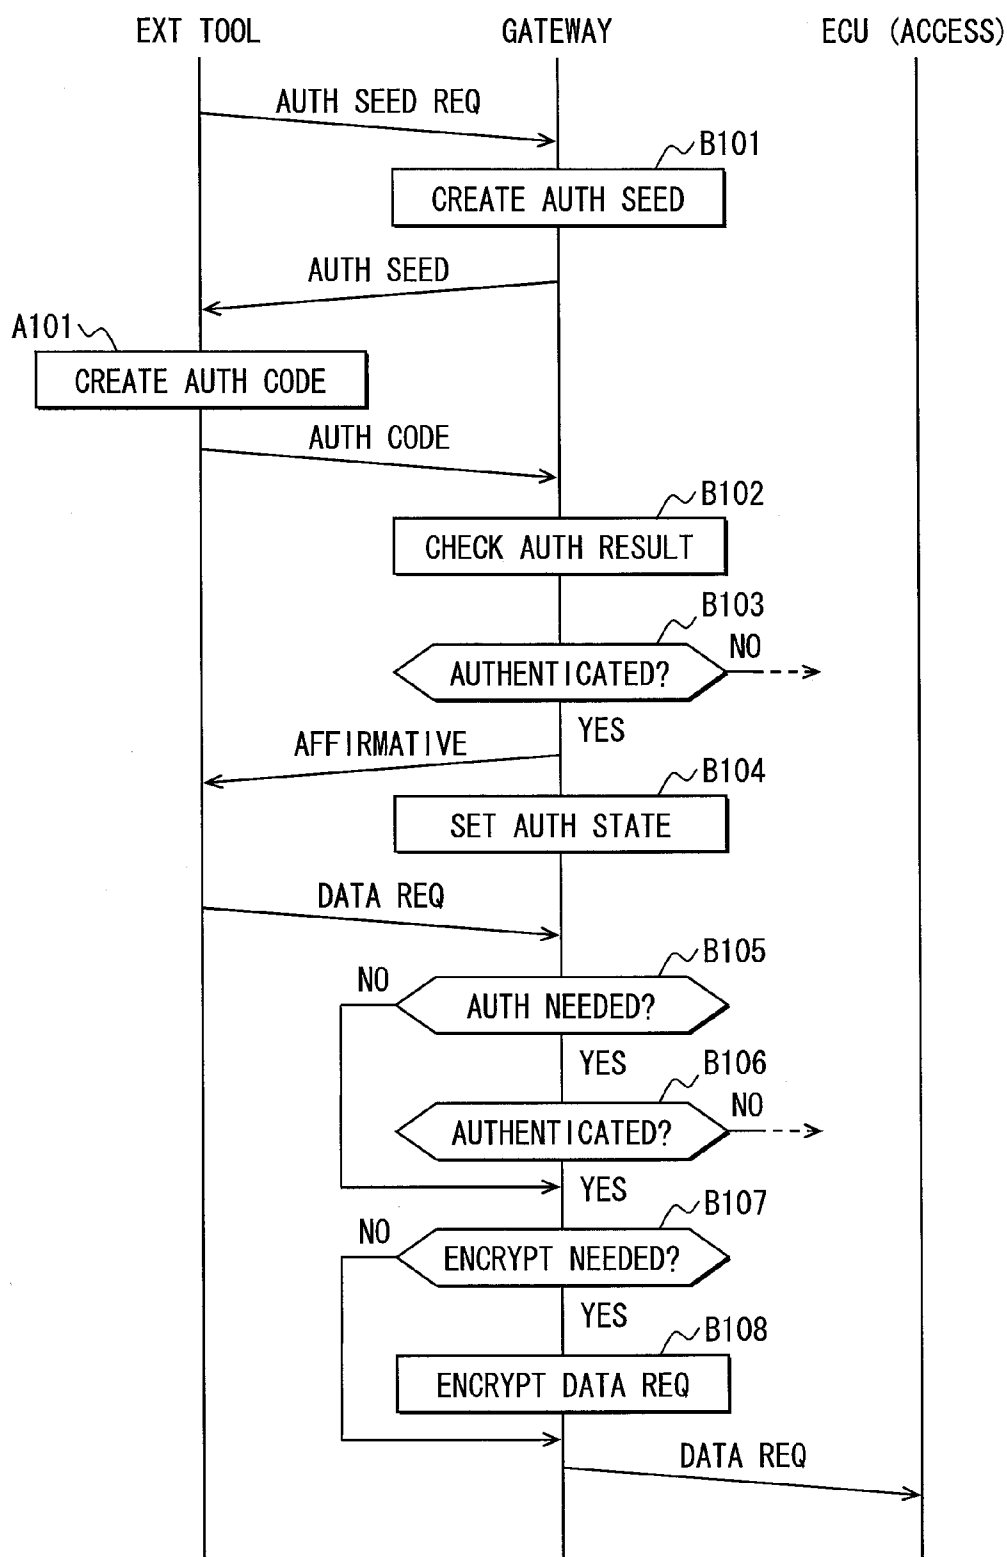 EXT TOOL
GATEWAY
ECU (ACCESS)
AUTH SEED REQ
B101
CREATE AUTH SEED
AUTH SEED
A101
CREATE AUTH CODE
AUTH CODE
B102
CHECK AUTH RESULT
B103
NO
AUTHENTICATED?
YES
AFFIRMATIVE
B104
SET AUTH STATE
DATA REQ
B105
NO
AUTH NEEDED?
YES
B106
NO
AUTHENTICATED?
YES
B107
NO
ENCRYPT NEEDED?
YES
B108
ENCRYPT DATA REQ
DATA REQ